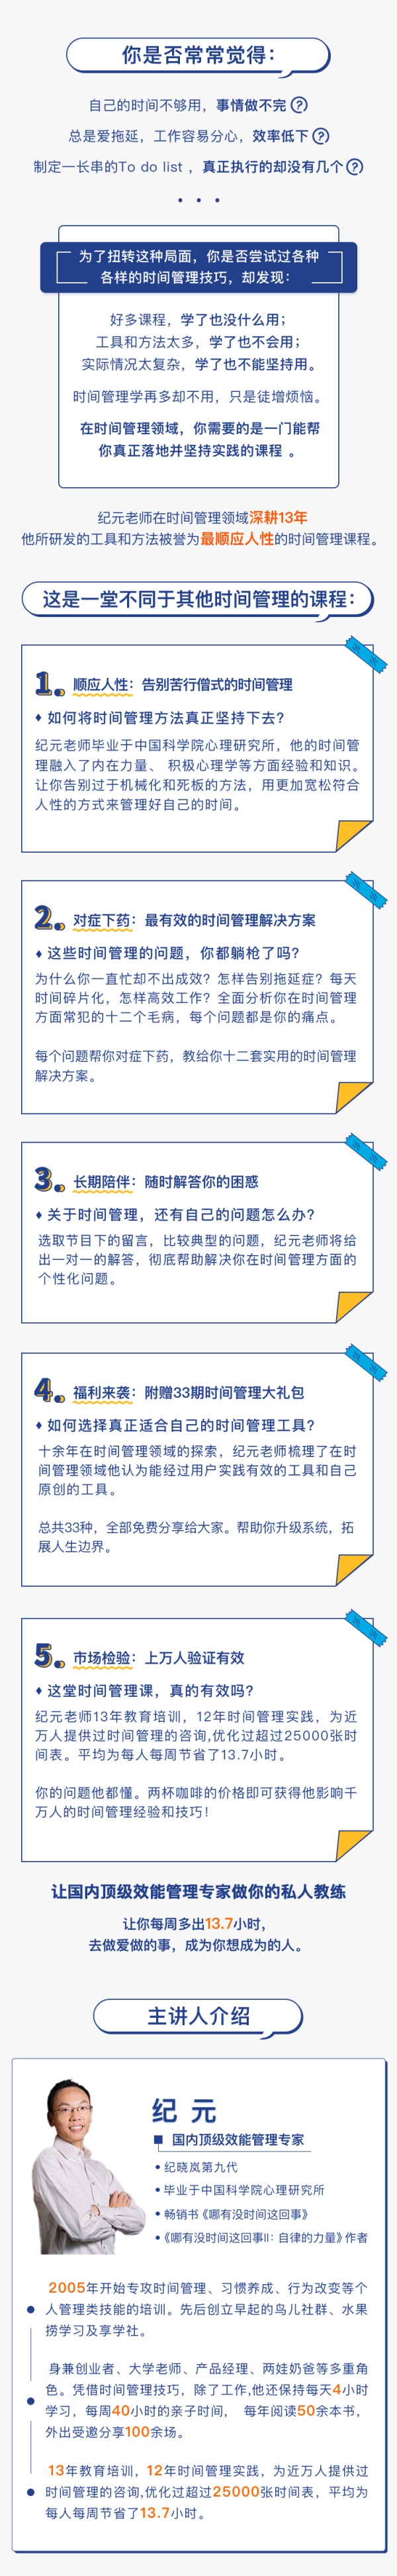 你是否常常觉得：
自己的时间不够用，事情做不完?
总是爱拖延，工作容易分心，效率低下?
制定一长串的To do list ，真正执行的却没有几个?
• • •
为了扭转这种局面，你是否尝试过各种
各样的时间管理技巧，却发现：
好多课程，学了也没什么用；
工具和方法太多，学了也不会用；
实际情况太复杂，学了也不能坚持用。
时间管理学再多却不用，只是徒增烦恼。
在时间管理领域，你需要的是一门能帮
你真正落地并坚持实践的课程 。
纪元老师在时间管理领域深耕13年
他所研发的工具和方法被誉为最顺应人性的时间管理课程。
这是一堂不同于其他时间管理的课程：
1。顺应人性：告别苦行僧式的时间管理
♦ 如何将时间管理方法真正坚持下去？
纪元老师毕业于中国科学院心理研究所，他的时间管
理融入了内在力量、 积极心理学等方面经验和知识。
让你告别过于机械化和死板的方法，用更加宽松符合
人性的方式来管理好自己的时间。
2。对症下药：最有效的时间管理解决方案
♦ 这些时间管理的问题，你都躺枪了吗？
为什么你一直忙却不出成效？怎样告别拖延症？每天
时间碎片化，怎样高效工作？全面分析你在时间管理
方面常犯的十二个毛病，每个问题都是你的痛点。
每个问题帮你对症下药，教给你十二套实用的时间管理
解决方案。
3。长期陪伴：随时解答你的困惑
♦ 关于时间管理，还有自己的问题怎么办？
选取节目下的留言，比较典型的问题，纪元老师将给
出一对一的解答，彻底帮助解决你在时间管理方面的
个性化问题。
4。福利来袭：附赠33期时间管理大礼包
♦ 如何选择真正适合自己的时间管理工具？
十余年在时间管理领域的探索，纪元老师梳理了在时
间管理领域他认为能经过用户实践有效的工具和自己
原创的工具。
总共33种，全部免费分享给大家。帮助你升级系统，拓
展人生边界。
5。市场检验：上万人验证有效
♦ 这堂时间管理课，真的有效吗？
纪元老师13年教育培训，12年时间管理实践，为近
万人提供过时间管理的咨询,优化过超过25000张时
间表。平均为每人每周节省了13.7小时。
你的问题他都懂。两杯咖啡的价格即可获得他影响千
万人的时间管理经验和技巧！
让国内顶级效能管理专家做你的私人教练
让你每周多出13.7小时，
去做爱做的事，成为你想成为的人。
主讲人介绍
纪 元
■ 国内顶级效能管理专家
• 纪晓岚第九代
• 毕业于中国科学院心理研究所
• 畅销书《哪有没时间这回事》
•《哪有没时间这回事II：自律的力量》作者
2005年开始专攻时间管理、习惯养成、行为改变等个
人管理类技能的培训。先后创立早起的鸟儿社群、水果
捞学习及享学社。
身兼创业者、大学老师、产品经理、两娃奶爸等多重角
色。凭借时间管理技巧，除了工作,他还保持每天4小时
学习，每周40小时的亲子时间， 每年阅读50余本书，
外出受邀分享100余场。
13年教育培训，12年时间管理实践，为近万人提供过
时间管理的咨询,优化过超过25000张时间表，平均为
每人每周节省了13.7小时。